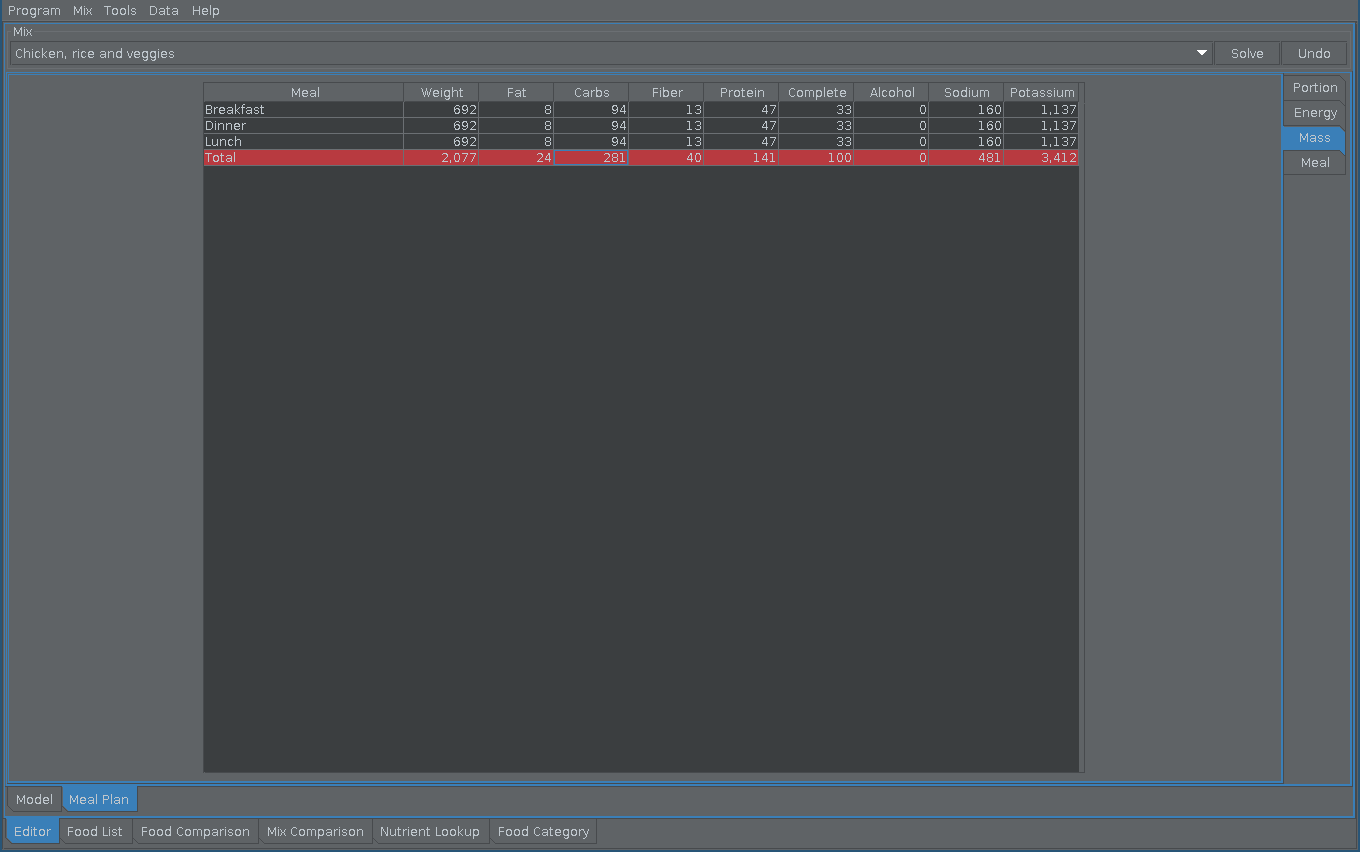 Program Mix Tools Data Help
Mix
Chicken, rice and veggies Solve Undo
Meal Weight Fat Carbs Fiber Protein Complete Alcohol Sodium Potassium
Breakfast 692 8 94 13 47 33 0 160 1,137
Dinner 692 8 94 13 47 33 0 160 1,137
Lunch 692 8 94 13 47 33 0 160 1,137
Total 2,077 24 281 40 141 100 0 481 3,412
Portion
Energy
Mass
Meal
Model Meal Plan
Editor Food List Food Comparison Mix Comparison Nutrient Lookup Food Category